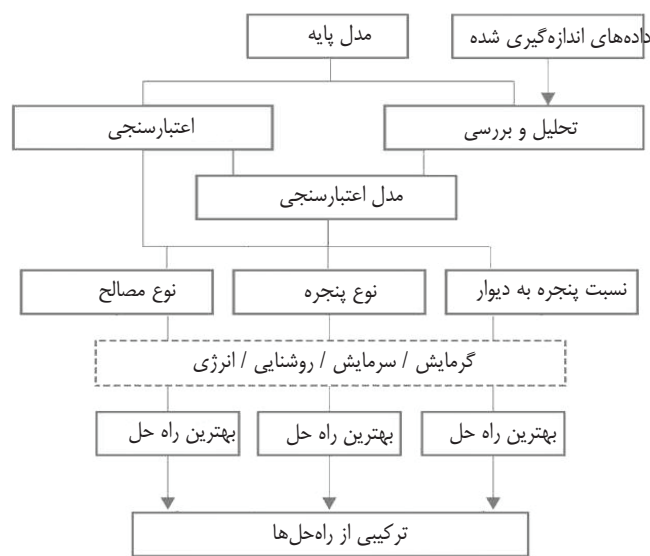 داده‌های اندازه‌گیری شده
مدل پایه
تحلیل و بررسی
اعتبارسنجی
مدل اعتبارسنجی
نسبت پنجره به دیوار
نوع پنجره
نوع مصالح
گرمایش / سرمایش / روشنایی / انرژی
بهترین راه حل
بهترین راه حل
بهترین راه حل
ترکیبی از راه‌حل‌ها